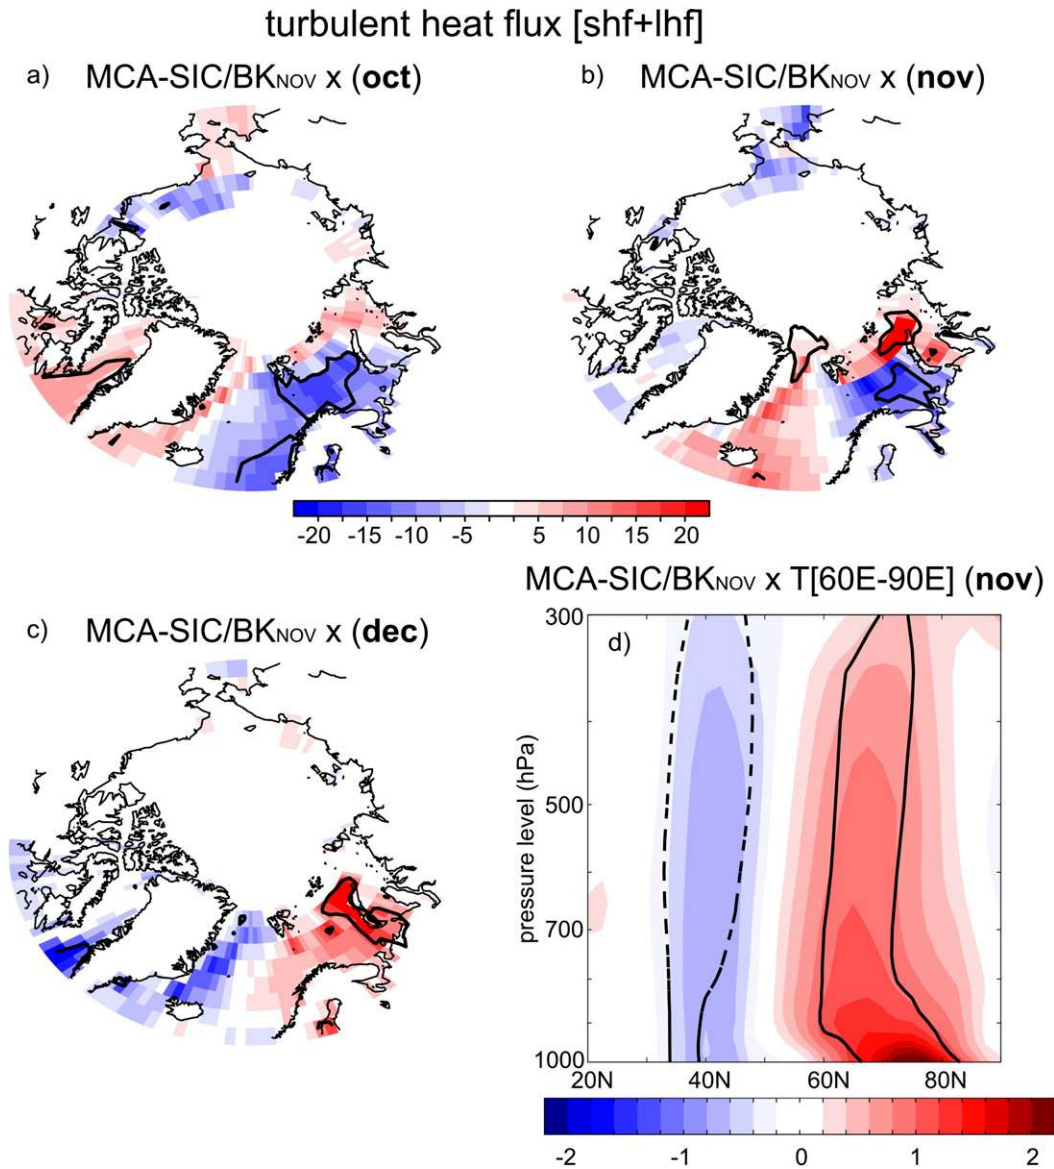 turbulent heat flux [shf+lhf]
a) MCA-SIC/BKNOV x (oct)
b) MCA-SIC/BKNOV x (nov)
-20 -15 -10 -5 5 10 15 20
MCA-SIC/BKNOV x T[60E-90E] (nov)
c) MCA-SIC/BKNOV x (dec)
d)
pressure level (hPa)
300
500
700
1000
20N 40N 60N 80N
-2 -1 0 1 2